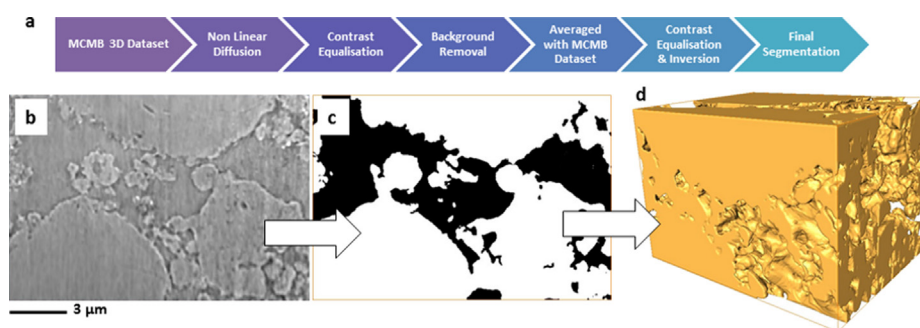 a
MCMB 3D Dataset
Non Linear
Diffusion
Contrast
Equalisation
Background
Removal
Averaged
with MCMB
Dataset
Contrast
Equalisation
& Inversion
Final
Segmentation
b
c
d
3 µm